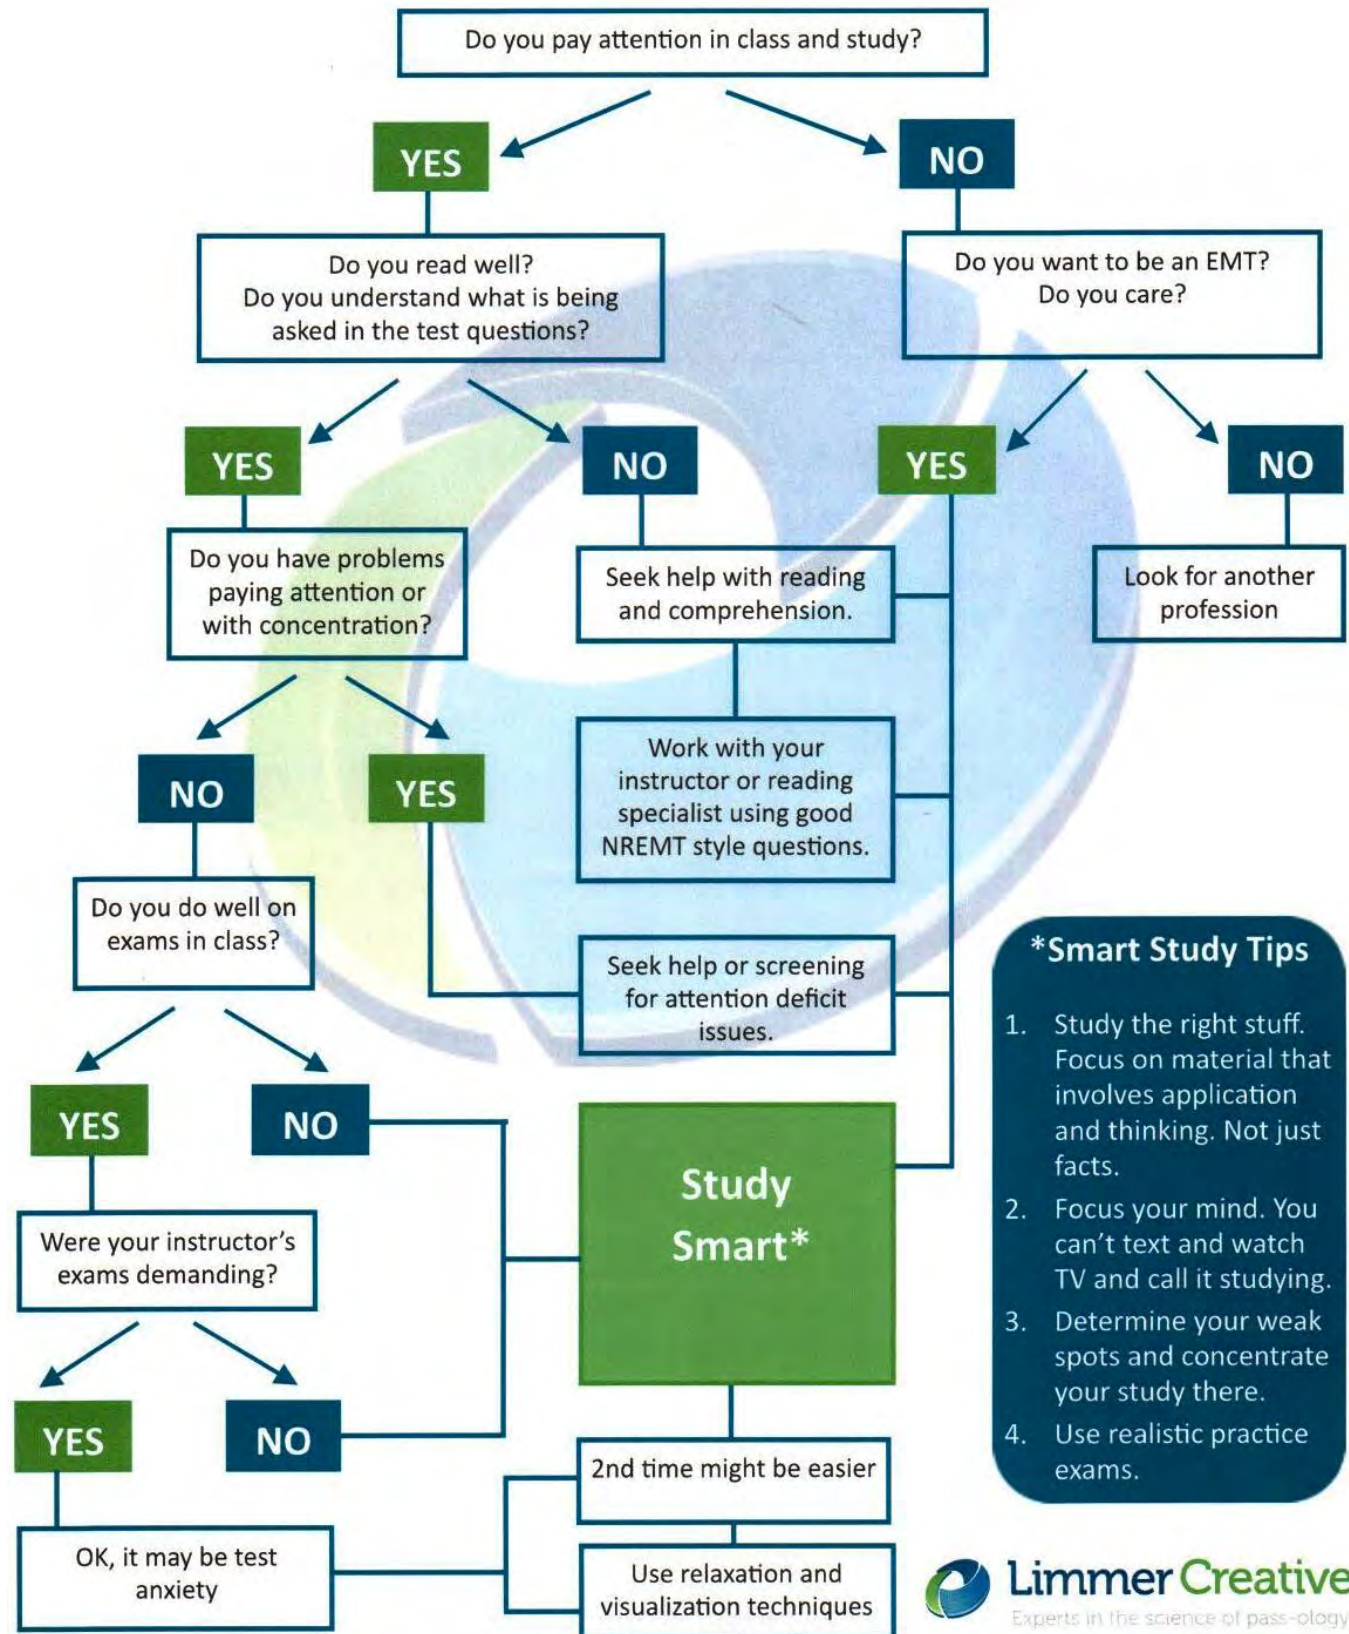 Do you pay attention in class and study?
YES
NO
Do you read well?
Do you understand what is being
asked in the test questions?
Do you want to be an EMT?
Do you care?
YES
NO
YES
NO
Do you have problems
paying attention or
with concentration?
Seek help with reading
and comprehension.
Look for another
profession
NO
YES
Work with your
instructor or reading
specialist using good
NREMT style questions.
Do you do well on
exams in class?
Seek help or screening
for attention deficit
issues.
YES
NO
Study
Smart*
Were your instructor’s
exams demanding?
YES
NO
2nd time might be easier
OK, it may be test
anxiety
Use relaxation and
visualization techniques
*Smart Study Tips
1. Study the right stuff.
Focus on material that
involves application
and thinking. Not just
facts.
2. Focus your mind. You
can’t text and watch
TV and call it studying.
3. Determine your weak
spots and concentrate
your study there.
4. Use realistic practice
exams.
Limmer Creative
Experts in the science of pass-ology